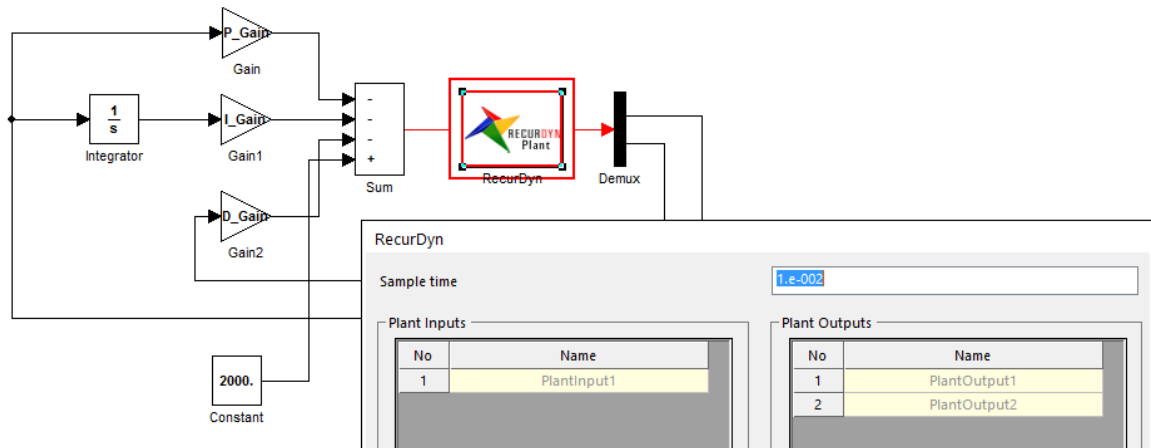 P_Gain
Gain
1
s
Integrator
I_Gain
Gain1
D_Gain
Gain2
-
-
-
+
Sum
RECURDYN
Plant
RecurDyn
Demux
2000.
Constant
RecurDyn
Sample time 1.e-002
Plant Inputs
No Name
1 PlantInput1
Plant Outputs
No Name
1 PlantOutput1
2 PlantOutput2